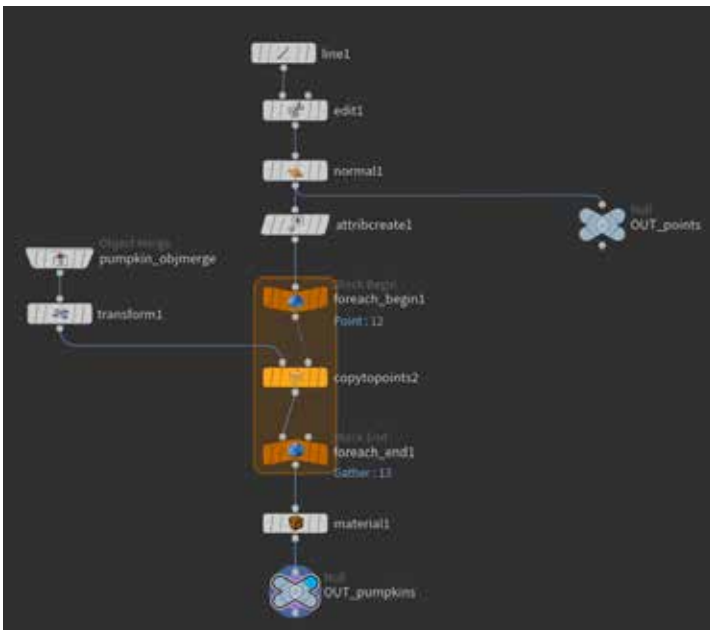 line1
edit1
normal1
Null
OUT_points
attribcreate1
Object Merge
pumpkin_objmerge
Block Begin
foreach_begin1
Point : 12
transform1
copytopoints2
Block End
foreach_end1
Gather : 13
material1
Null
OUT_pumpkins